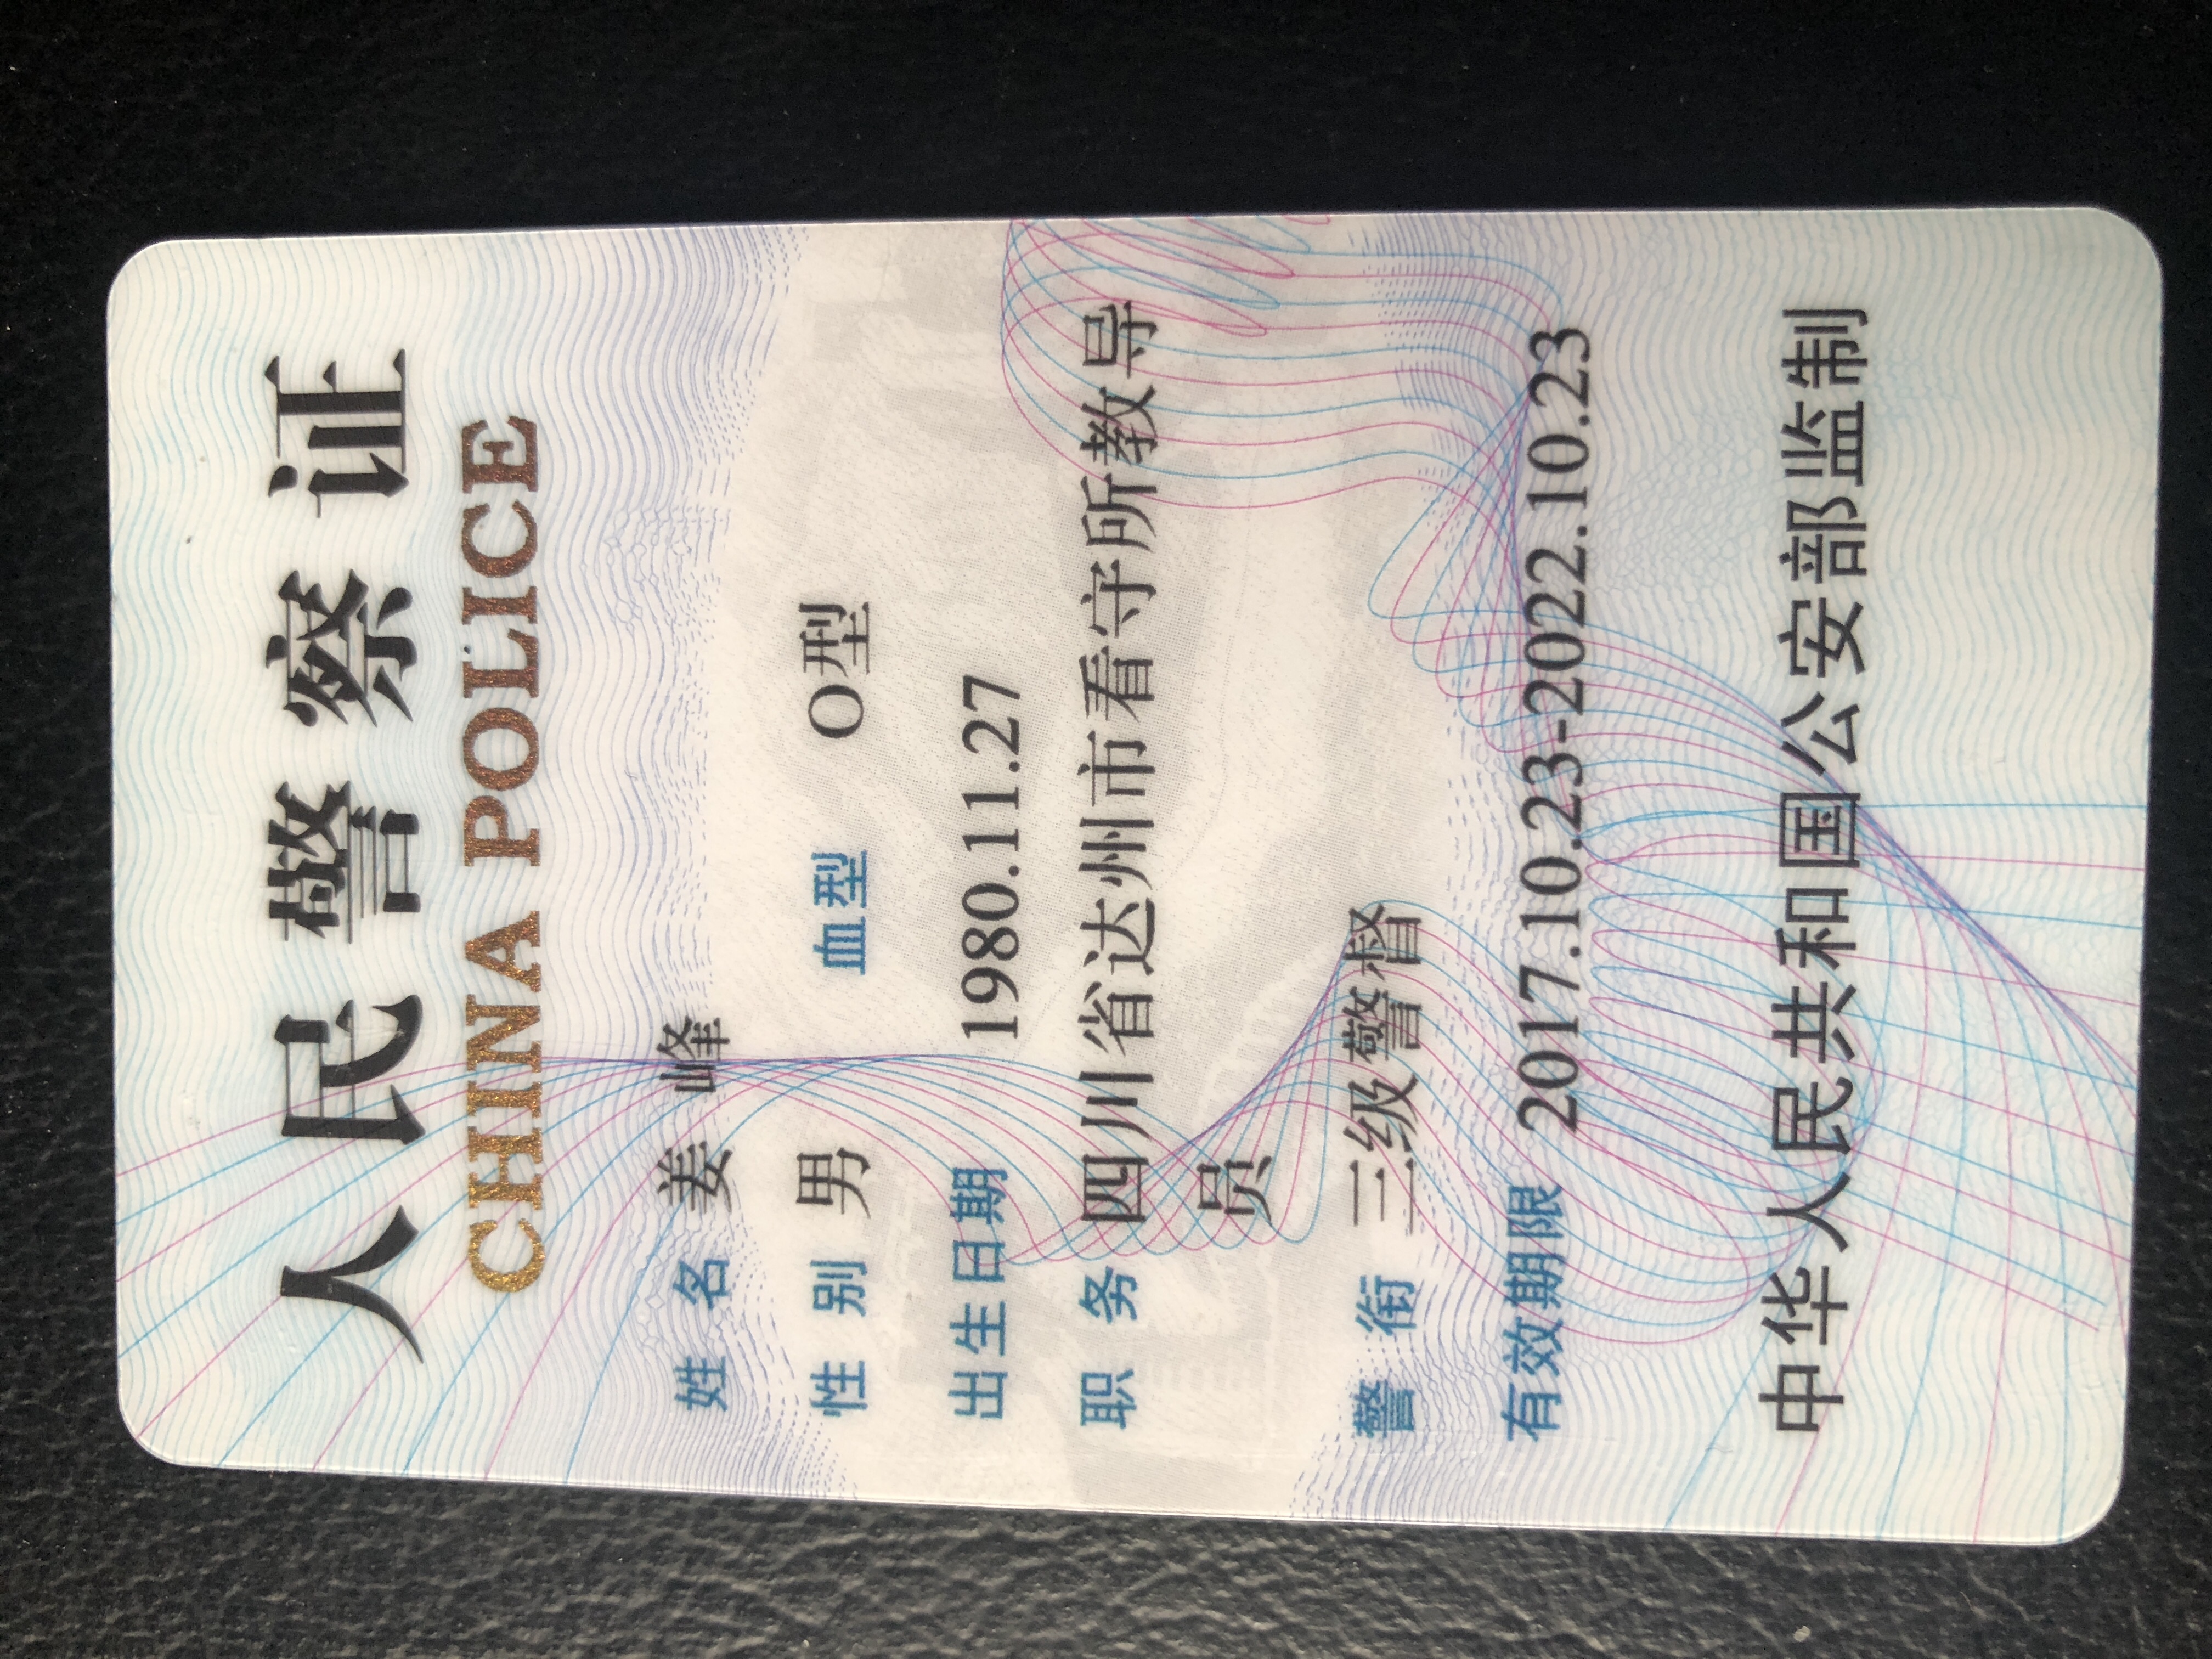 人民警察证
CHINA POLICE
姓 名 姜 峰
性 别 男 血型 O型
出生日期 1980.11.27
职 务 四川省达州市看守所教导
员
警 衔 三级警督
有效期限 2017.10.23-2022.10.23
中华人民共和国公安部监制